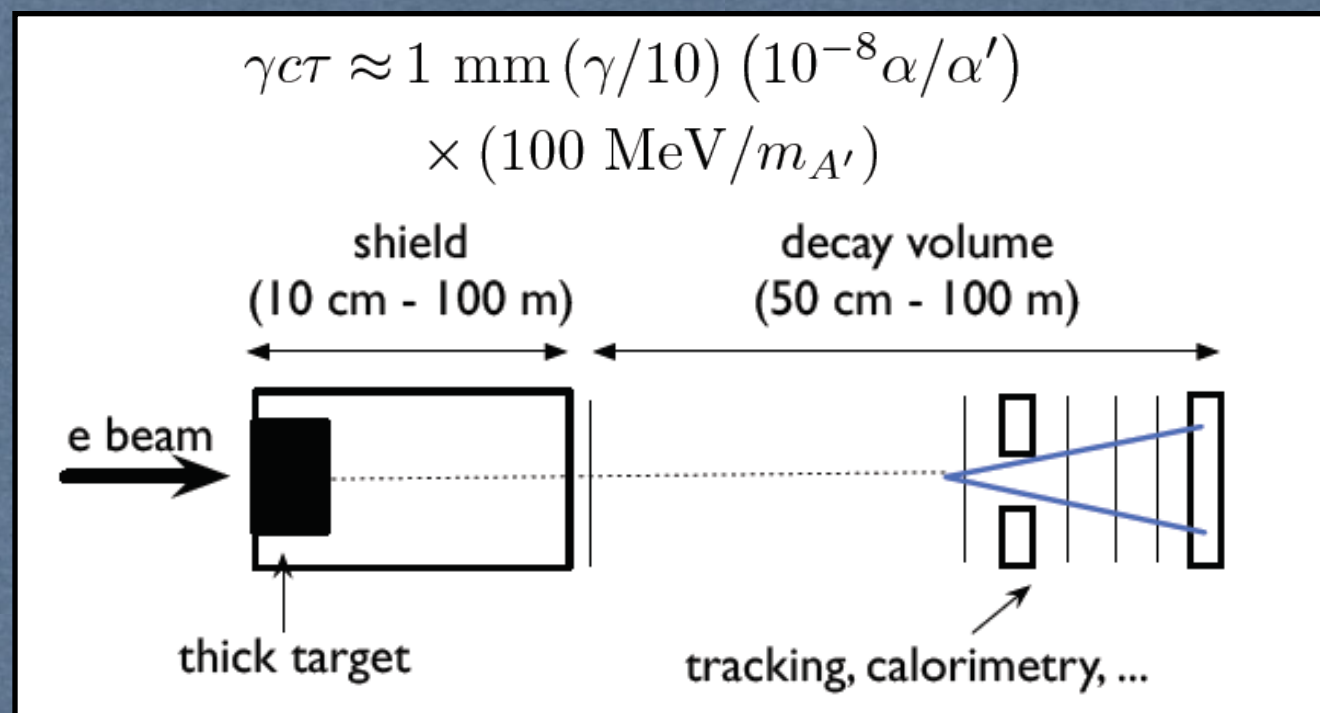 γcτ ≈ 1 mm (γ/10) (10⁻⁸α/α′)
× (100 MeV/m_{A′})
shield
(10 cm - 100 m)
decay volume
(50 cm - 100 m)
e beam
thick target
tracking, calorimetry, ...